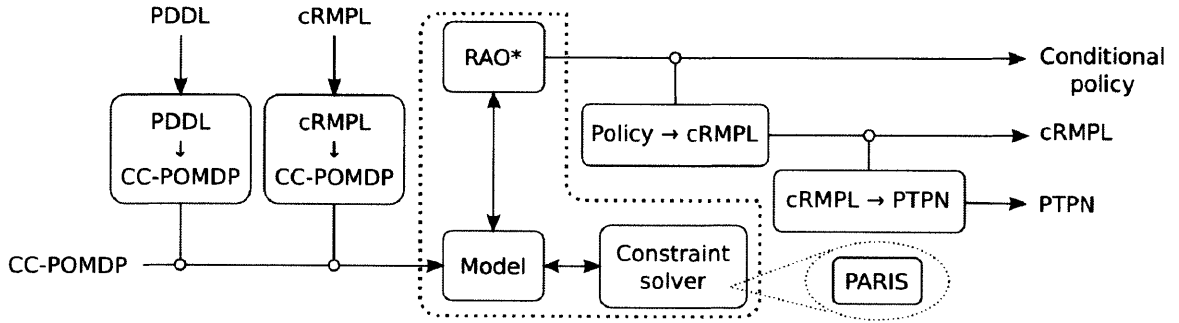 PDDL
cRMPL
PDDL
↓
CC-POMDP
cRMPL
↓
CC-POMDP
CC-POMDP
RAO*
Model
Constraint
solver
PARIS
Policy → cRMPL
cRMPL → PTPN
Conditional
policy
cRMPL
PTPN